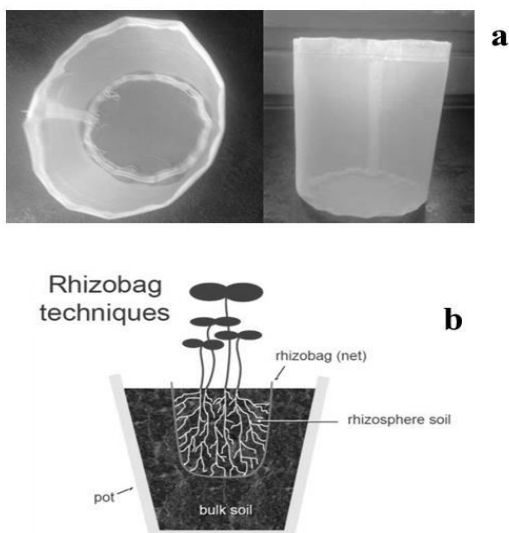 a
Rhizobag
techniques
b
rhizobag (net)
rhizosphere soil
pot
bulk soil